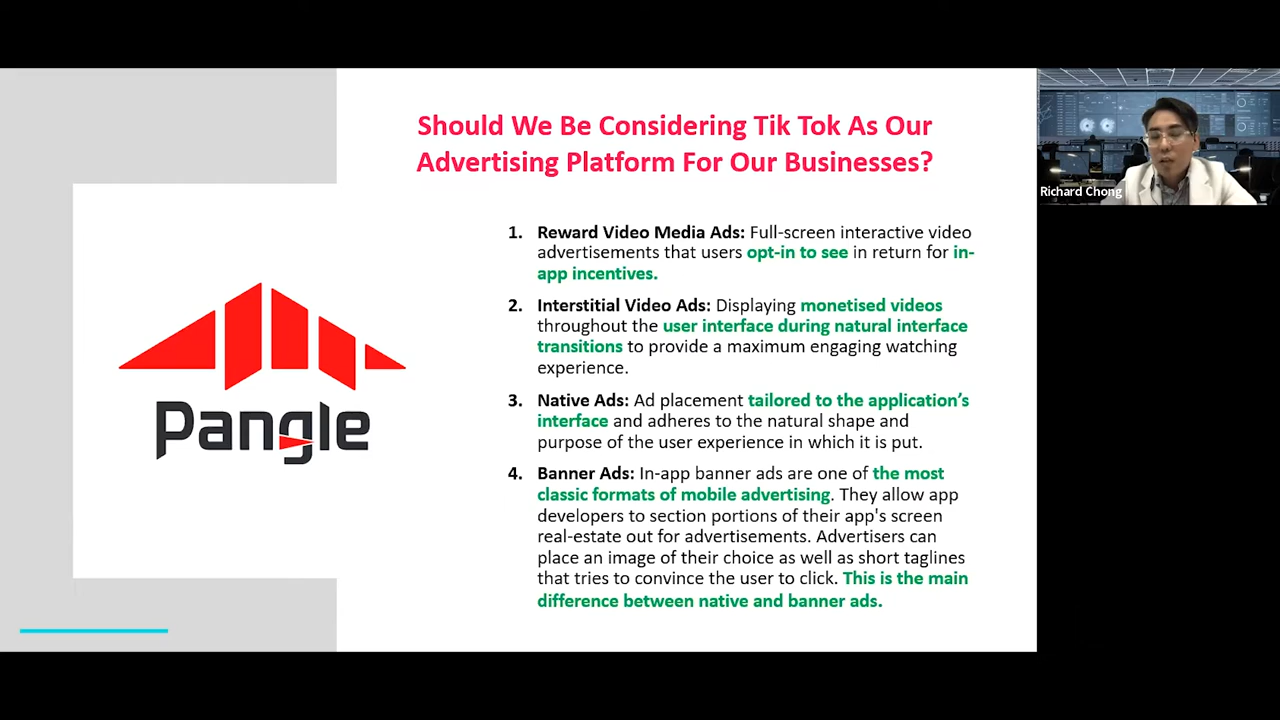 Should We Be Considering Tik Tok As Our
Advertising Platform For Our Businesses?
Richard Chong
Pangle
1. Reward Video Media Ads: Full-screen interactive video
advertisements that users opt-in to see in return for in-
app incentives.
2. Interstitial Video Ads: Displaying monetised videos
throughout the user interface during natural interface
transitions to provide a maximum engaging watching
experience.
3. Native Ads: Ad placement tailored to the application's
interface and adheres to the natural shape and
purpose of the user experience in which it is put.
4. Banner Ads: In-app banner ads are one of the most
classic formats of mobile advertising. They allow app
developers to section portions of their app's screen
real-estate out for advertisements. Advertisers can
place an image of their choice as well as short taglines
that tries to convince the user to click. This is the main
difference between native and banner ads.